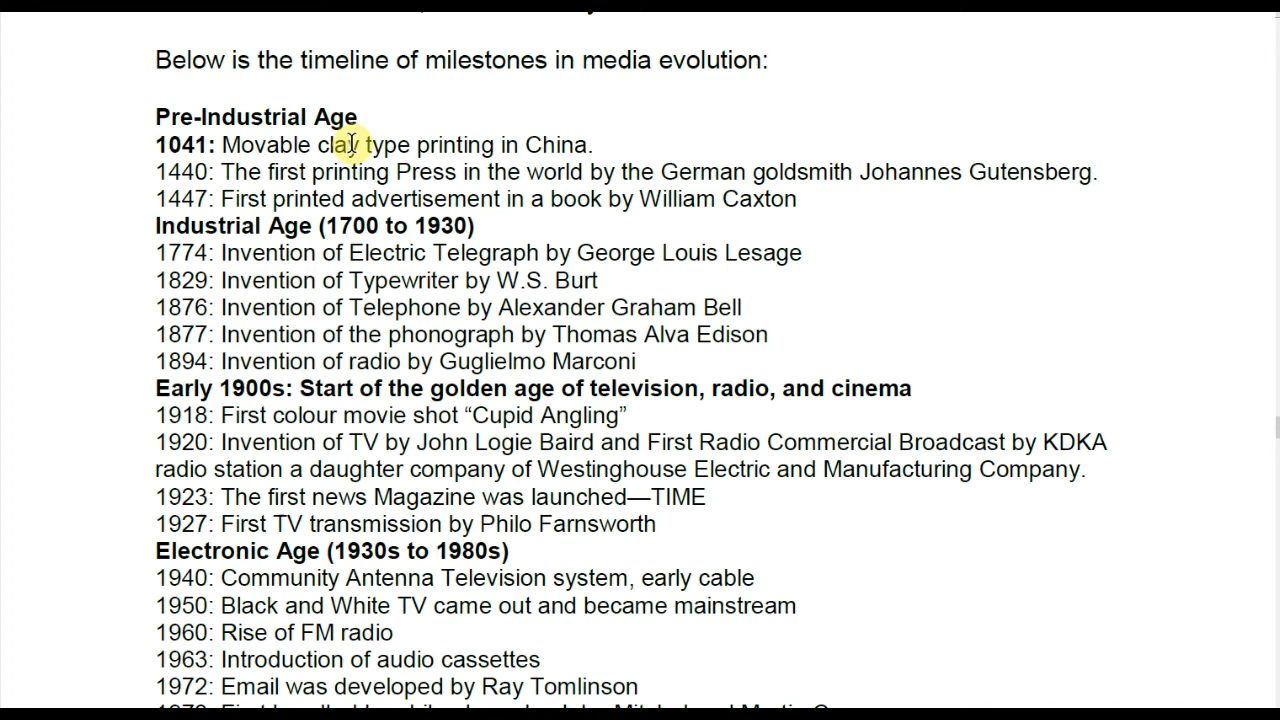 Below is the timeline of milestones in media evolution:
Pre-Industrial Age
1041: Movable clay type printing in China.
1440: The first printing Press in the world by the German goldsmith Johannes Gutensberg.
1447: First printed advertisement in a book by William Caxton
Industrial Age (1700 to 1930)
1774: Invention of Electric Telegraph by George Louis Lesage
1829: Invention of Typewriter by W.S. Burt
1876: Invention of Telephone by Alexander Graham Bell
1877: Invention of the phonograph by Thomas Alva Edison
1894: Invention of radio by Guglielmo Marconi
Early 1900s: Start of the golden age of television, radio, and cinema
1918: First colour movie shot “Cupid Angling”
1920: Invention of TV by John Logie Baird and First Radio Commercial Broadcast by KDKA
radio station a daughter company of Westinghouse Electric and Manufacturing Company.
1923: The first news Magazine was launched—TIME
1927: First TV transmission by Philo Farnsworth
Electronic Age (1930s to 1980s)
1940: Community Antenna Television system, early cable
1950: Black and White TV came out and became mainstream
1960: Rise of FM radio
1963: Introduction of audio cassettes
1972: Email was developed by Ray Tomlinson